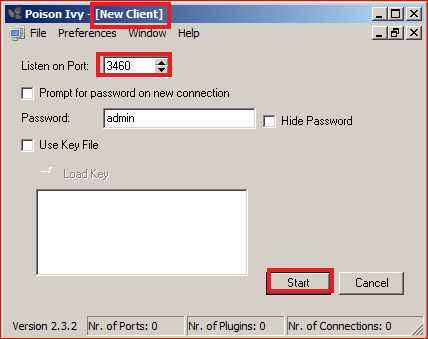 Poison Ivy - [New Client]
File Preferences Window Help
Listen on Port: 3460
Prompt for password on new connection
Password: admin Hide Password
Use Key File
Load Key
Start Cancel
Version 2.3.2 Nr. of Ports: 0 Nr. of Plugins: 0 Nr. of Connections: 0